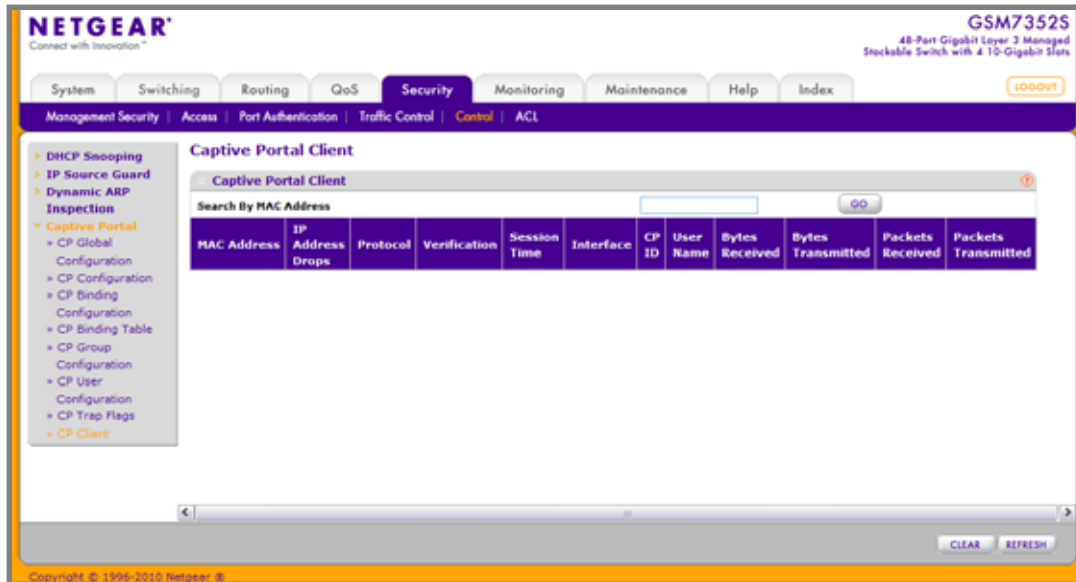 NETGEAR®
Connect with Innovation™
GSM7352S
48-Port Gigabit Layer 3 Managed
Stackable Switch with 4 10-Gigabit Slots
System Switching Routing QoS Security Monitoring Maintenance Help Index LOGOUT
Management Security | Access | Port Authentication | Traffic Control | Control | ACL
DHCP Snooping
IP Source Guard
Dynamic ARP
Inspection
Captive Portal
» CP Global
Configuration
» CP Configuration
» CP Binding
Configuration
» CP Binding Table
» CP Group
Configuration
» CP User
Configuration
» CP Trap Flags
» CP Client
Captive Portal Client
Captive Portal Client
Search By MAC Address GO
MAC Address IP Address Drops Protocol Verification Session Time Interface CP ID User Name Bytes Received Bytes Transmitted Packets Received Packets Transmitted
CLEAR REFRESH
Copyright © 1996-2010 Netgear ®